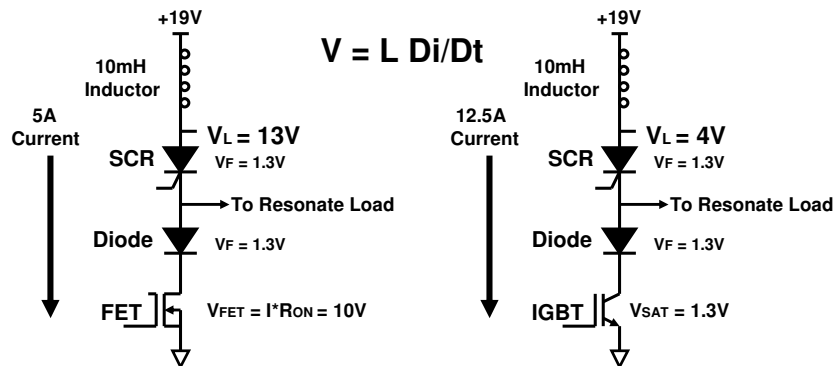 +19V
10mH
Inductor
5A
Current
VL = 13V
SCR
VF = 1.3V
To Resonate Load
Diode
VF = 1.3V
FET
VFET = I*RON = 10V
V = L Di/Dt
+19V
10mH
Inductor
12.5A
Current
VL = 4V
SCR
VF = 1.3V
To Resonate Load
Diode
VF = 1.3V
IGBT
VSAT = 1.3V